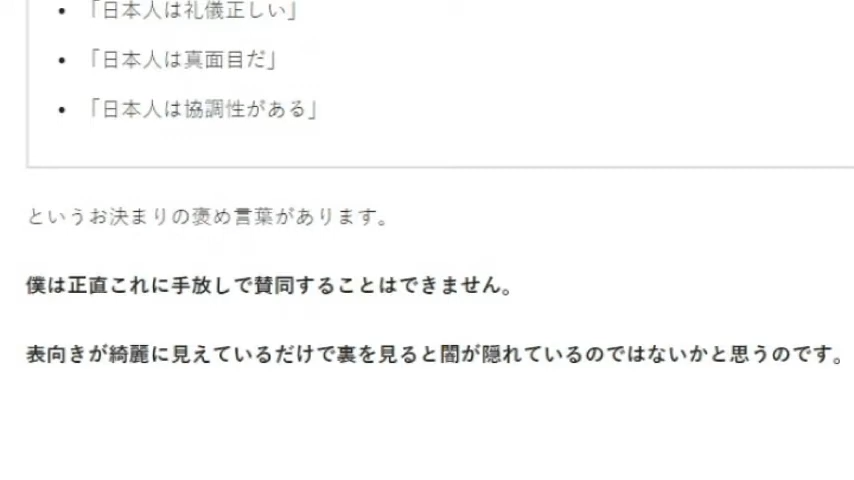 ・「日本人は礼儀正しい」
・「日本人は真面目だ」
・「日本人は協調性がある」
というお決まりの褒め言葉があります。
僕は正直これに手放しで賛同することはできません。
表向きが綺麗に見えているだけで裏を見ると闇が隠れているのではないかと思うのです。